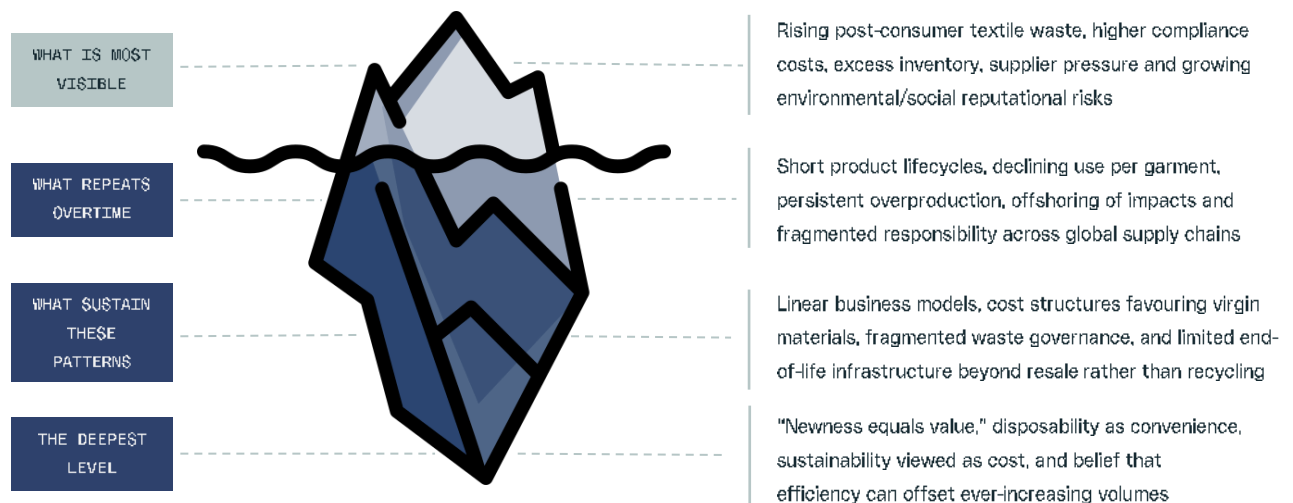 WHAT IS MOST
VISIBLE
Rising post-consumer textile waste, higher compliance
costs, excess inventory, supplier pressure and growing
environmental/social reputational risks
WHAT REPEATS
OVERTIME
Short product lifecycles, declining use per garment,
persistent overproduction, offshoring of impacts and
fragmented responsibility across global supply chains
WHAT SUSTAIN
THESE
PATTERNS
Linear business models, cost structures favouring virgin
materials, fragmented waste governance, and limited end-
of-life infrastructure beyond resale rather than recycling
THE DEEPEST
LEVEL
“Newness equals value,” disposability as convenience,
sustainability viewed as cost, and belief that
efficiency can offset ever-increasing volumes